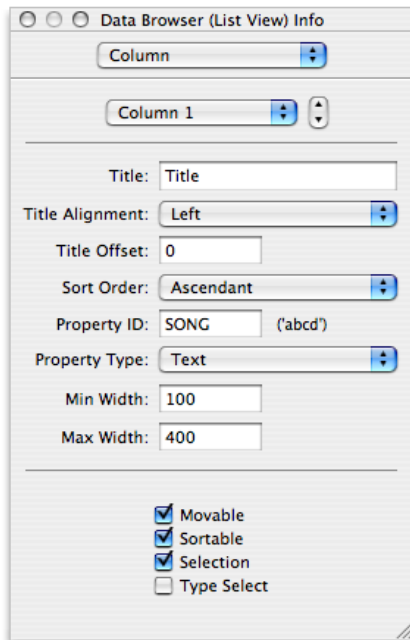 Data Browser (List View) Info
Column
Column 1
Title: Title
Title Alignment: Left
Title Offset: 0
Sort Order: Ascendant
Property ID: SONG ('abcd')
Property Type: Text
Min Width: 100
Max Width: 400
Movable
Sortable
Selection
Type Select